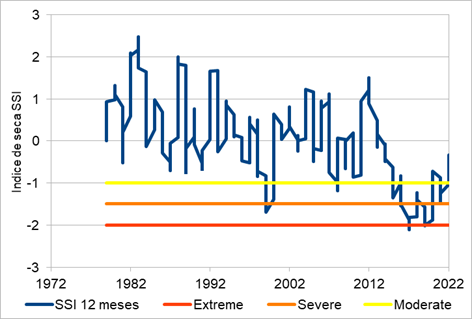 3
2
1
0
-1
-2
-3
Indice de seca SSI
1972 1982 1992 2002 2012 2022
SSI 12 meses Extreme Severe Moderate